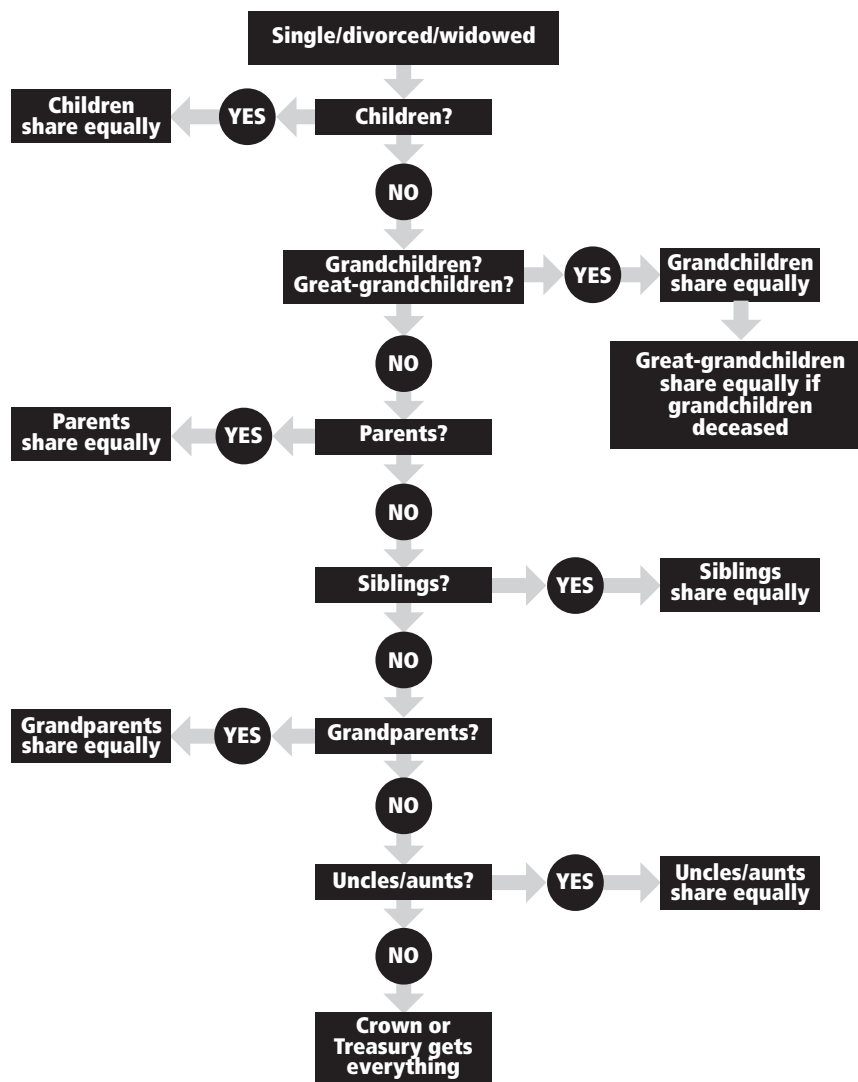 Single/divorced/widowed
Children
share equally
YES
Children?
NO
Grandchildren?
Great-grandchildren?
YES
Grandchildren
share equally
NO
Great-grandchildren
share equally if
grandchildren
deceased
Parents
share equally
YES
Parents?
NO
Siblings?
YES
Siblings
share equally
NO
Grandparents
share equally
YES
Grandparents?
NO
Uncles/aunts?
YES
Uncles/aunts
share equally
NO
Crown or
Treasury gets
everything